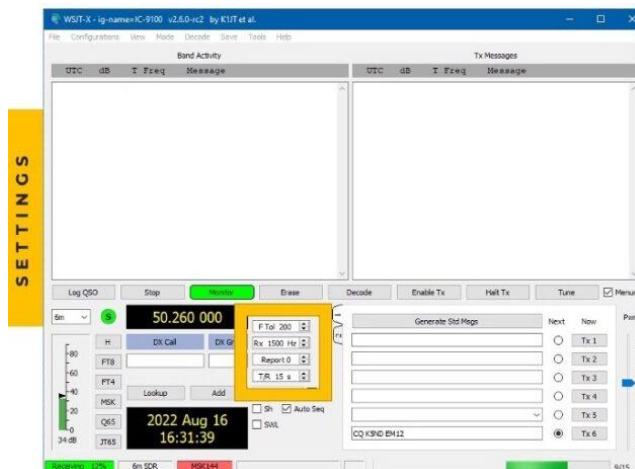 SETTINGS
WSJT-X - ig-name=IC-9100 v2.6.0-rc2 by K1JT et al.
File Configurations View Mode Decode Save Tools Help
Band Activity
Tx Messages
UTC dB T Freq Message
UTC dB T Freq Message
Log QSO Stop Monitor Erase Decode Enable Tx Halt Tx Tune Menus
6m S 50.260 000
F Tol 200
Rx 1500 Hz
Report 0
T/R 15 s
Generate Std Msgs Next Now
H DX Call
Tx 1
FT8
Tx 2
FT4
Tx 3
MSK Lookup Add
Tx 4
Q65
Tx 5
JT65
CQ K5ND EM12 Tx 6
-80
-60
-40
-20
-0
34 dB
2022 Aug 16
16:31:39
Sh Auto Seq
SWL
Receiving 12% 6m SDR MSK144 9/15